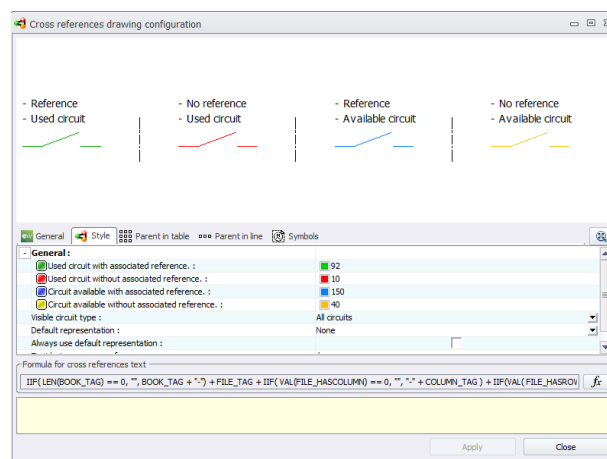 Cross references drawing configuration
- Reference
- Used circuit
- No reference
- Used circuit
- Reference
- Available circuit
- No reference
- Available circuit
General
Style
Parent in table
Parent in line
Symbols
General :
Used circuit with associated reference. : 92
Used circuit without associated reference. : 10
Circuit available with associated reference. : 150
Circuit available without associated reference. : 40
Visible circuit type : All circuits
Default representation : None
Always use default representation :
Formula for cross references text
IIF( LEN(BOOK_TAG) == 0, "", BOOK_TAG + "-") + FILE_TAG + IIF( VAL(FILE_HASCOLUMN) == 0, "", "-" + COLUMN_TAG ) + IIF(VAL( FILE_HASROW
fx
Apply
Close